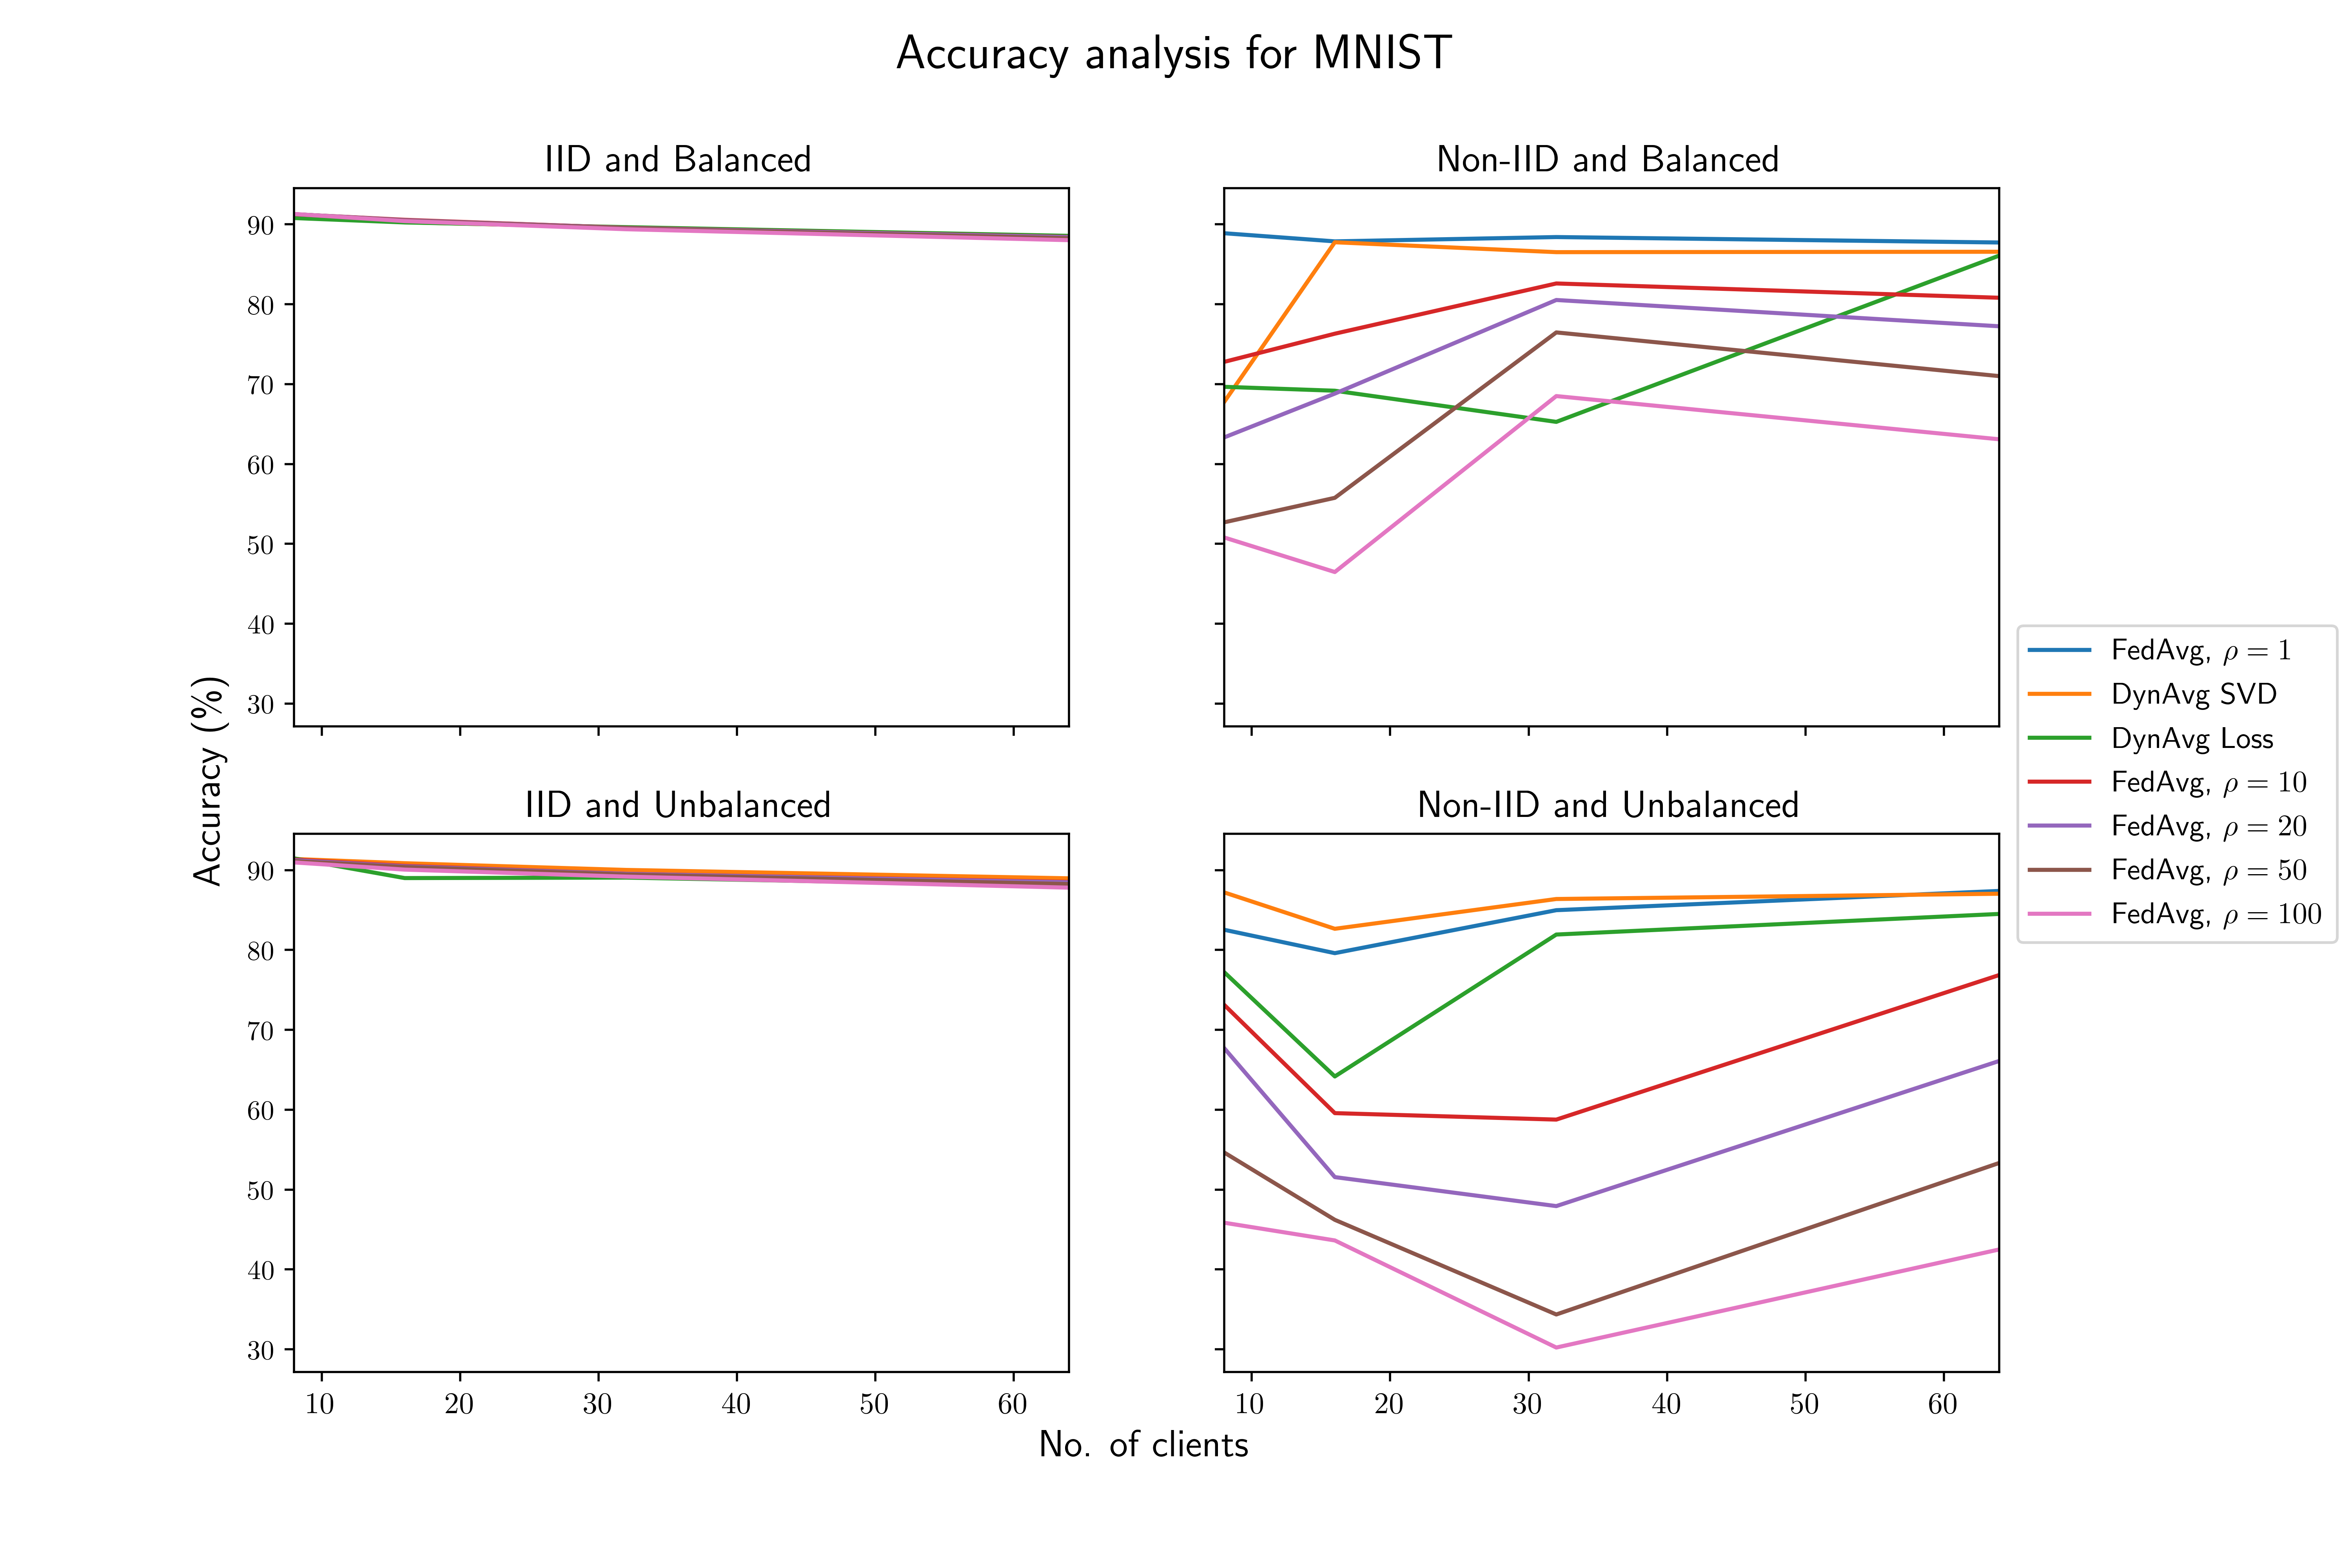 Accuracy analysis for MNIST
IID and Balanced
Non-IID and Balanced
90
80
70
60
50
40
30
Accuracy (%)
FedAvg, ρ = 1
DynAvg SVD
DynAvg Loss
FedAvg, ρ = 10
FedAvg, ρ = 20
FedAvg, ρ = 50
FedAvg, ρ = 100
IID and Unbalanced
Non-IID and Unbalanced
90
80
70
60
50
40
30
10 20 30 40 50 60
10 20 30 40 50 60
No. of clients